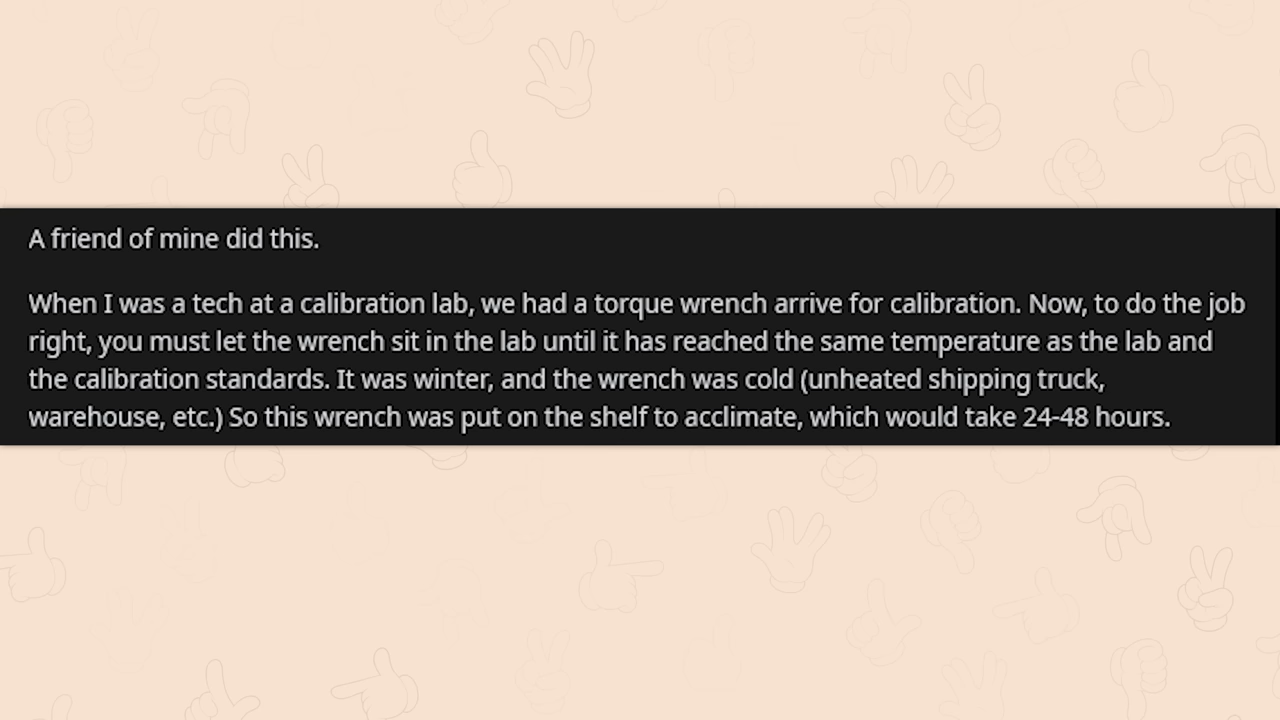 A friend of mine did this.
When I was a tech at a calibration lab, we had a torque wrench arrive for calibration. Now, to do the job
right, you must let the wrench sit in the lab until it has reached the same temperature as the lab and
the calibration standards. It was winter, and the wrench was cold (unheated shipping truck,
warehouse, etc.) So this wrench was put on the shelf to acclimate, which would take 24-48 hours.